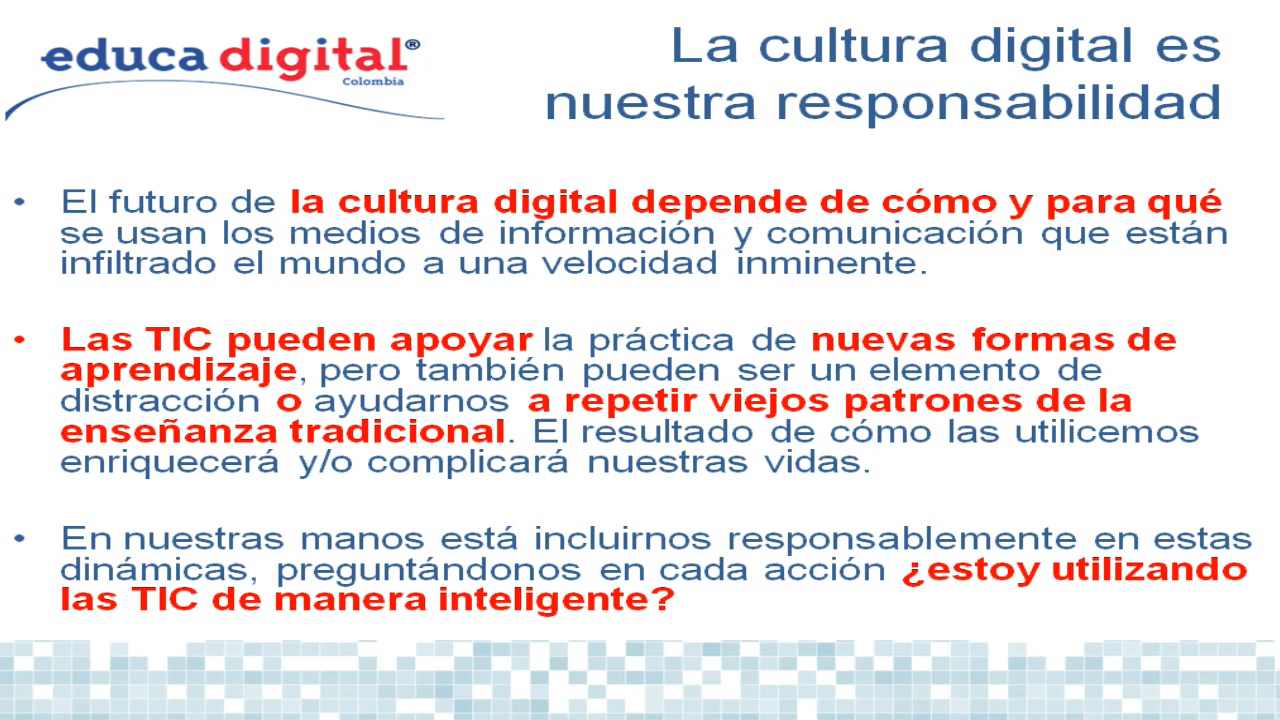 educa digital®
Colombia
La cultura digital es
nuestra responsabilidad
• El futuro de la cultura digital depende de cómo y para qué
se usan los medios de información y comunicación que están
infiltrado el mundo a una velocidad inminente.
• Las TIC pueden apoyar la práctica de nuevas formas de
aprendizaje, pero también pueden ser un elemento de
distracción o ayudarnos a repetir viejos patrones de la
enseñanza tradicional. El resultado de cómo las utilicemos
enriquecerá y/o complicará nuestras vidas.
• En nuestras manos está incluirnos responsablemente en estas
dinámicas, preguntándonos en cada acción ¿estoy utilizando
las TIC de manera inteligente?